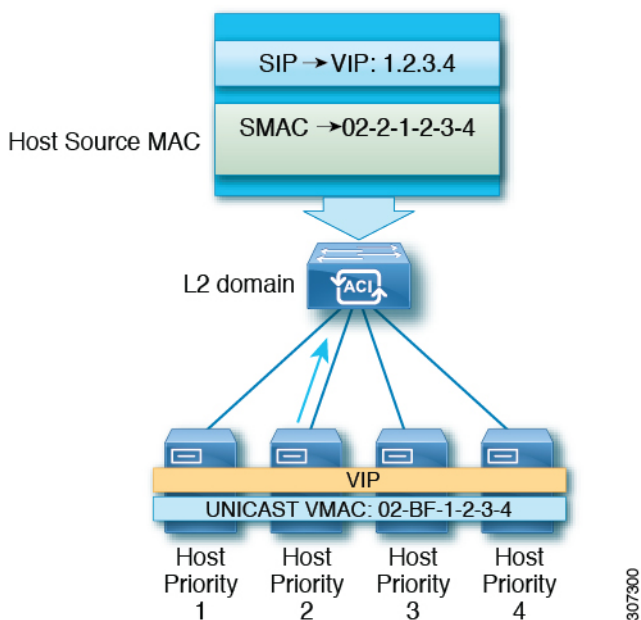 SIP → VIP: 1.2.3.4
SMAC → 02-2-1-2-3-4
Host Source MAC
L2 domain
ACI
VIP
UNICAST VMAC: 02-BF-1-2-3-4
Host
Priority
1
Host
Priority
2
Host
Priority
3
Host
Priority
4
307300